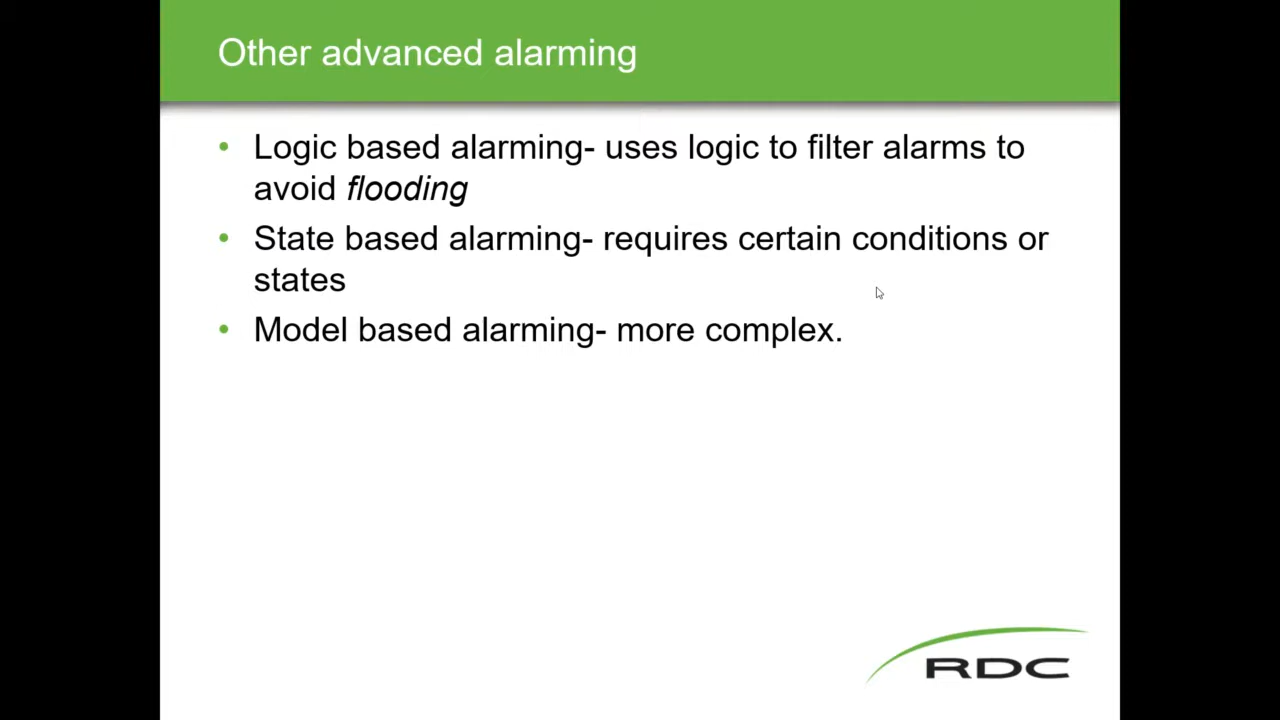 Other advanced alarming
• Logic based alarming- uses logic to filter alarms to
avoid flooding
• State based alarming- requires certain conditions or
states
• Model based alarming- more complex.
RDC